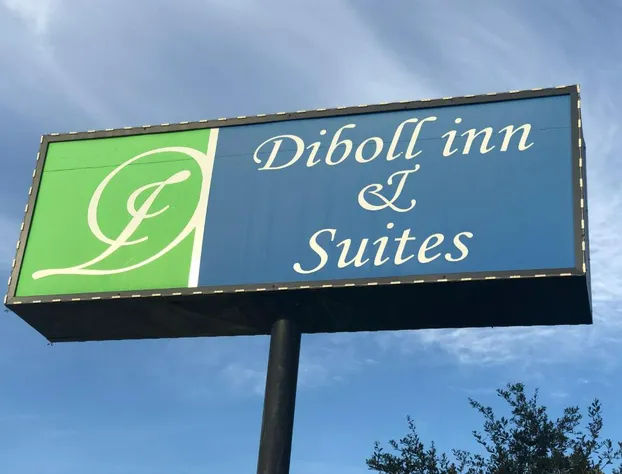 Diboll inn
&
Suites